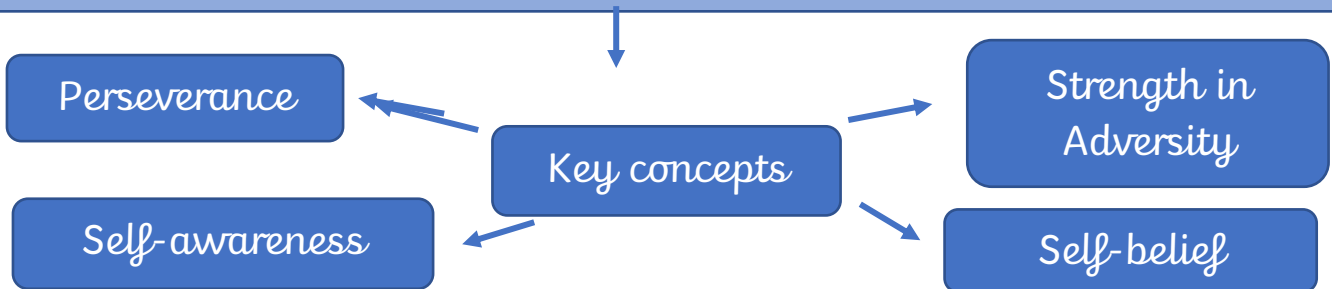 Perseverance
Strength in
Adversity
Key concepts
Self-awareness
Self-belief